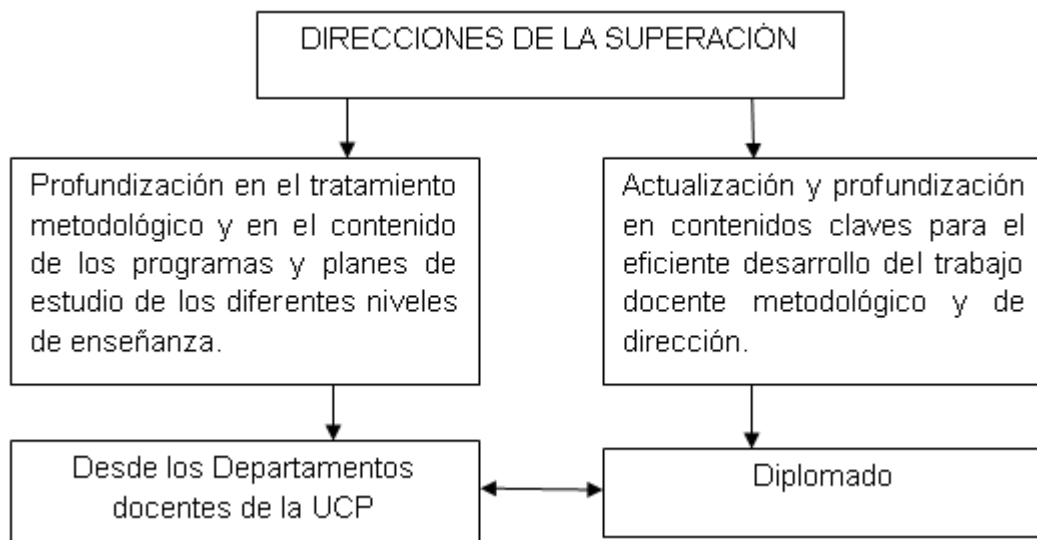 DIRECCIONES DE LA SUPERACIÓN
Profundización en el tratamiento
metodológico y en el contenido
de los programas y planes de
estudio de los diferentes niveles
de enseñanza.
Actualización y profundización
en contenidos claves para el
eficiente desarrollo del trabajo
docente metodológico y de
dirección.
Desde los Departamentos
docentes de la UCP
Diplomado